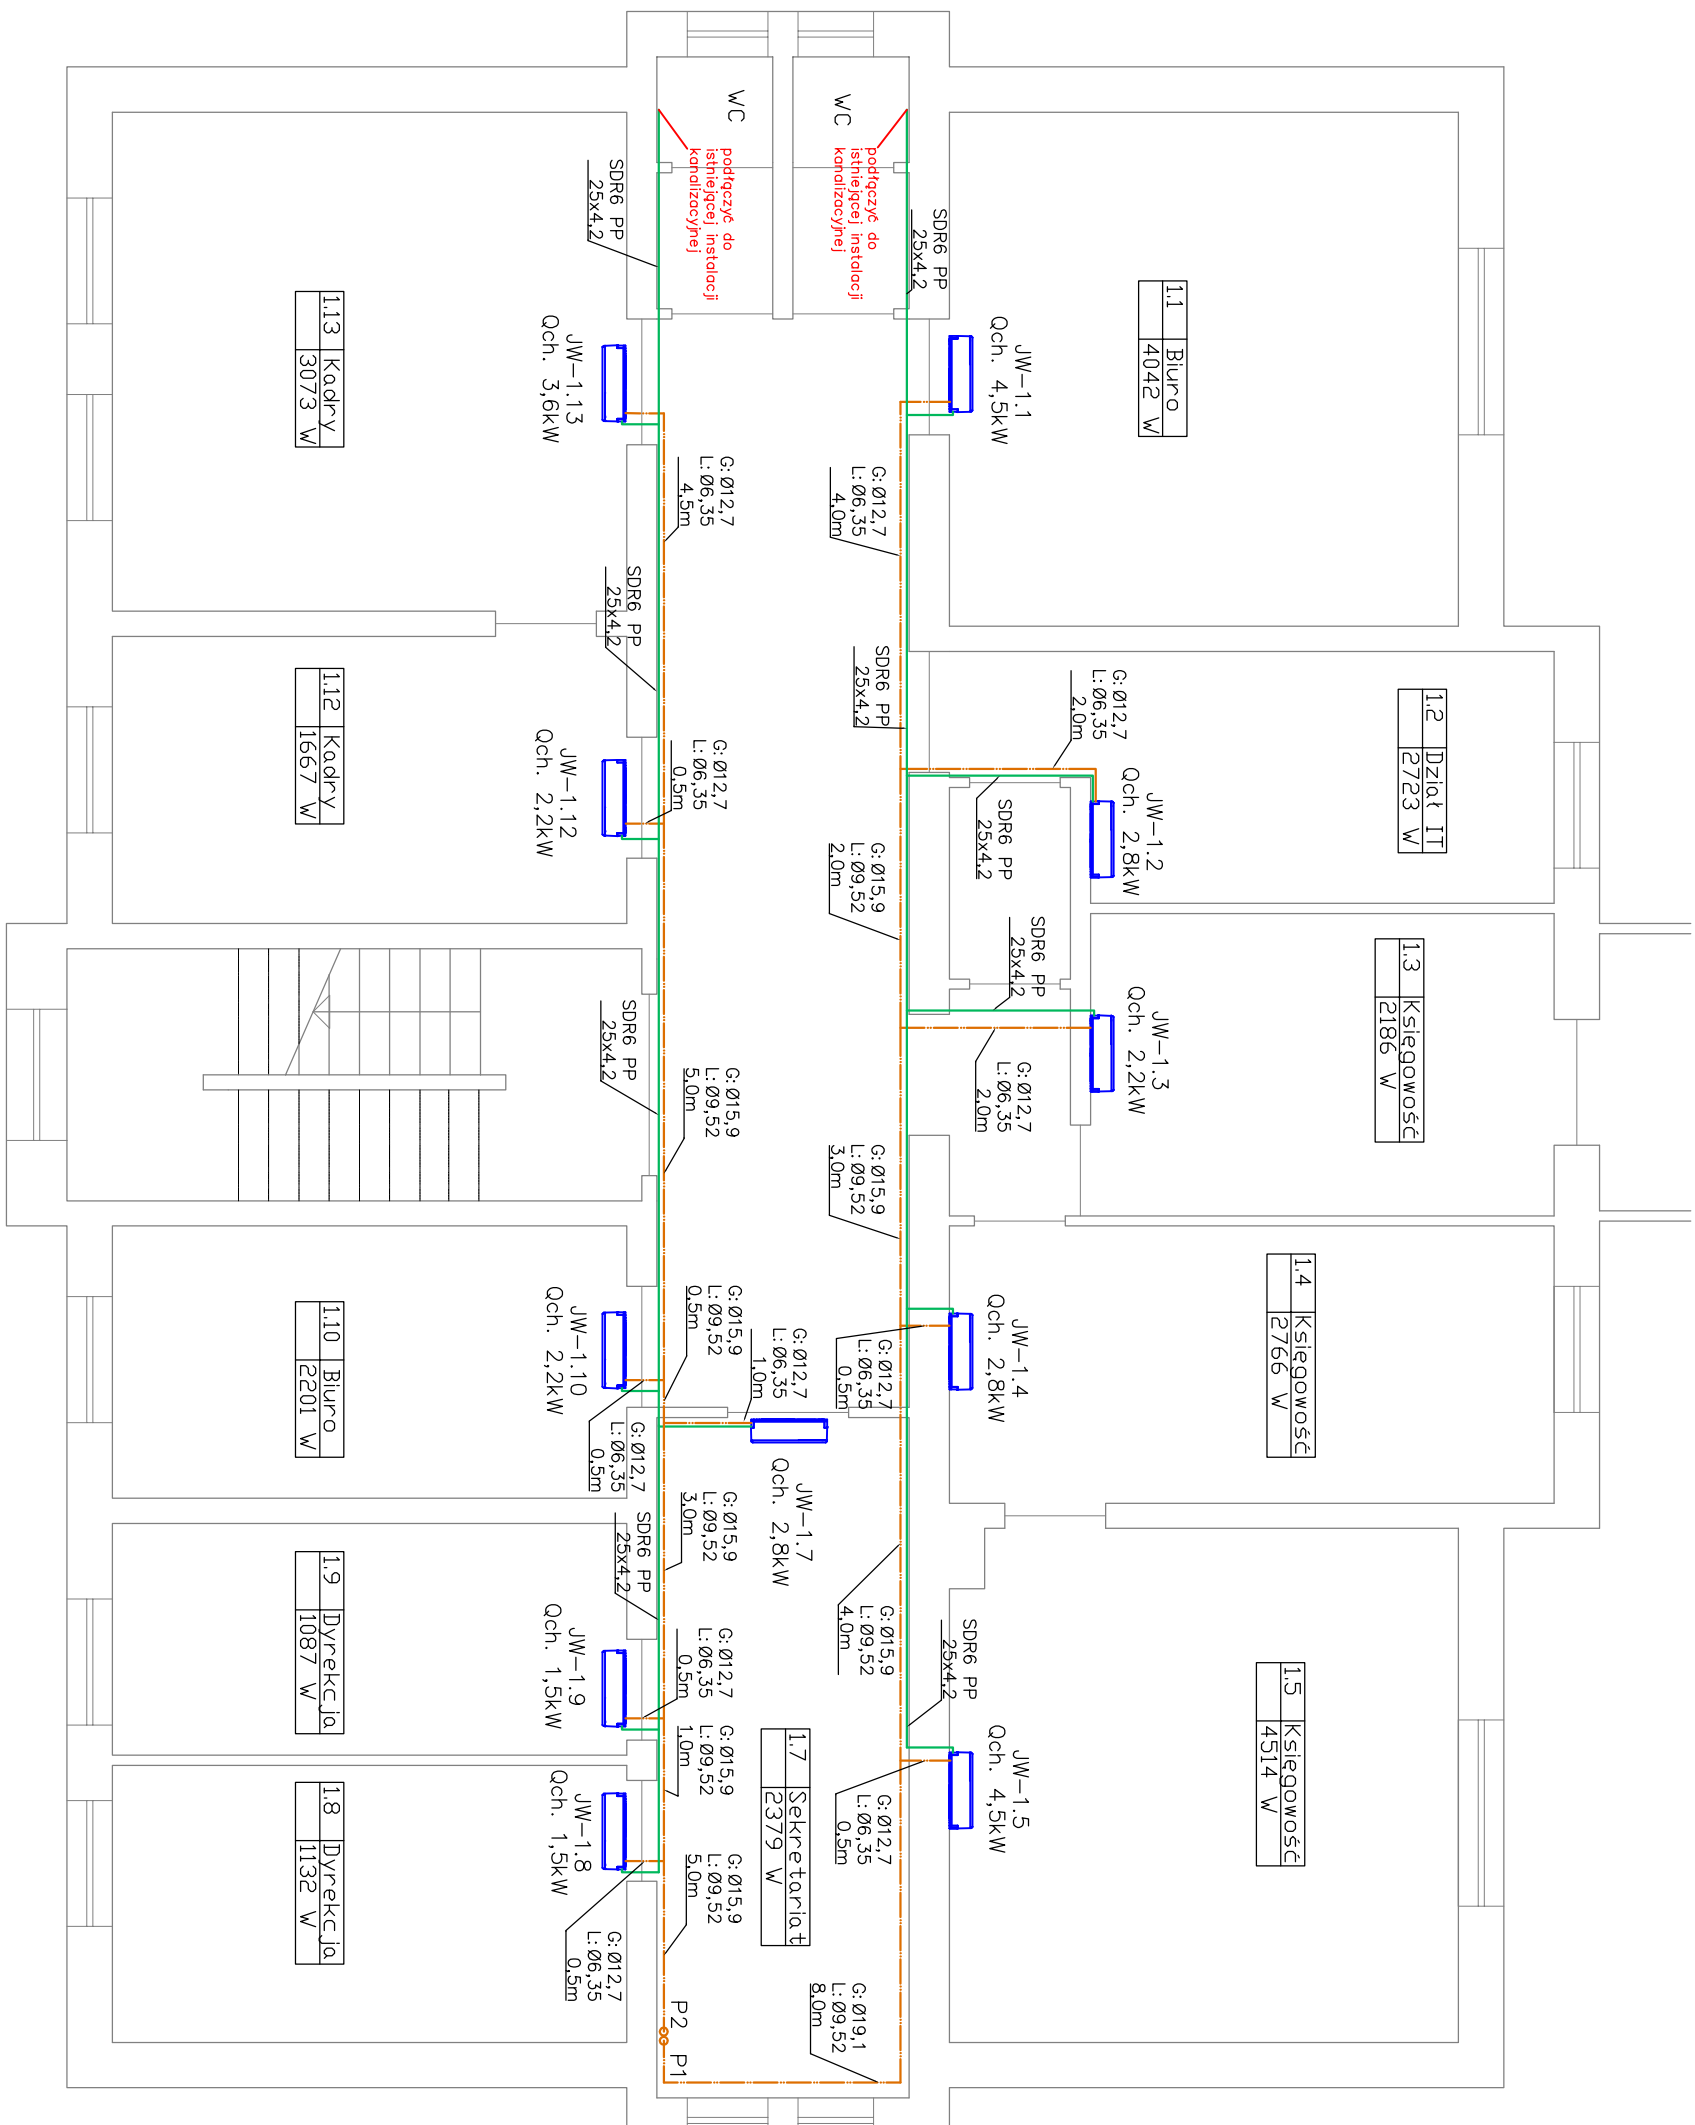 WC
podłączyć do
istniejącej instalacji
kanalizacyjnej
WC
podłączyć do
istniejącej instalacji
kanalizacyjnej
SDR6 PP
25x4,2
SDR6 PP
25x4,2
1.1 Biuro
4042 W
JW-1.1
Qch. 4,5kW
G:Ø12,7
L:Ø6,35
4,0m
SDR6 PP
25x4,2
1.2 Dział IT
2723 W
JW-1.2
Qch. 2,8kW
G:Ø12,7
L:Ø6,35
2,0m
SDR6 PP
25x4,2
G:Ø15,9
L:Ø9,52
2,0m
1.3 Księgowość
2186 W
JW-1.3
Qch. 2,2kW
SDR6 PP
25x4,2
G:Ø12,7
L:Ø6,35
2,0m
G:Ø15,9
L:Ø9,52
3,0m
1.4 Księgowość
2766 W
JW-1.4
Qch. 2,8kW
G:Ø12,7
L:Ø6,35
0,5m
G:Ø15,9
L:Ø9,52
4,0m
SDR6 PP
25x4,2
1.5 Księgowość
4514 W
JW-1.5
Qch. 4,5kW
G:Ø12,7
L:Ø6,35
0,5m
G:Ø19,1
L:Ø9,52
8,0m
1.13 Kadry
3073 W
JW-1.13
Qch. 3,6kW
G:Ø12,7
L:Ø6,35
4,5m
SDR6 PP
25x4,2
1.12 Kadry
1667 W
JW-1.12
Qch. 2,2kW
G:Ø12,7
L:Ø6,35
0,5m
SDR6 PP
25x4,2
G:Ø15,9
L:Ø9,52
5,0m
1.10 Biuro
2201 W
JW-1.10
Qch. 2,2kW
G:Ø15,9
L:Ø9,52
0,5m
G:Ø12,7
L:Ø6,35
1,0m
G:Ø12,7
L:Ø6,35
0,5m
JW-1.7
Qch. 2,8kW
G:Ø15,9
L:Ø9,52
3,0m
SDR6 PP
25x4,2
1.9 Dyrekcja
1087 W
JW-1.9
Qch. 1,5kW
G:Ø12,7
L:Ø6,35
0,5m
G:Ø15,9
L:Ø9,52
1,0m
1.7 Sekretariat
2379 W
1.8 Dyrekcja
1132 W
JW-1.8
Qch. 1,5kW
G:Ø15,9
L:Ø9,52
5,0m
G:Ø12,7
L:Ø6,35
0,5m
P2
P1